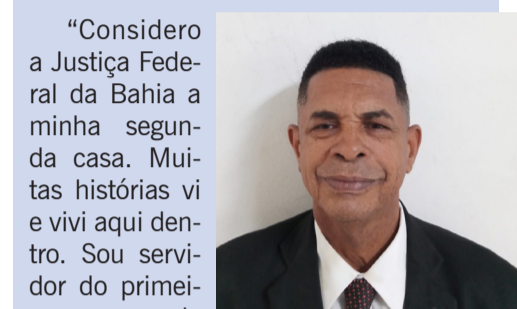 “Considero
a Justiça Fede-
ral da Bahia a
minha segun-
da casa. Mui-
tas histórias vi
e vivi aqui den-
tro. Sou servi-
dor do primei-